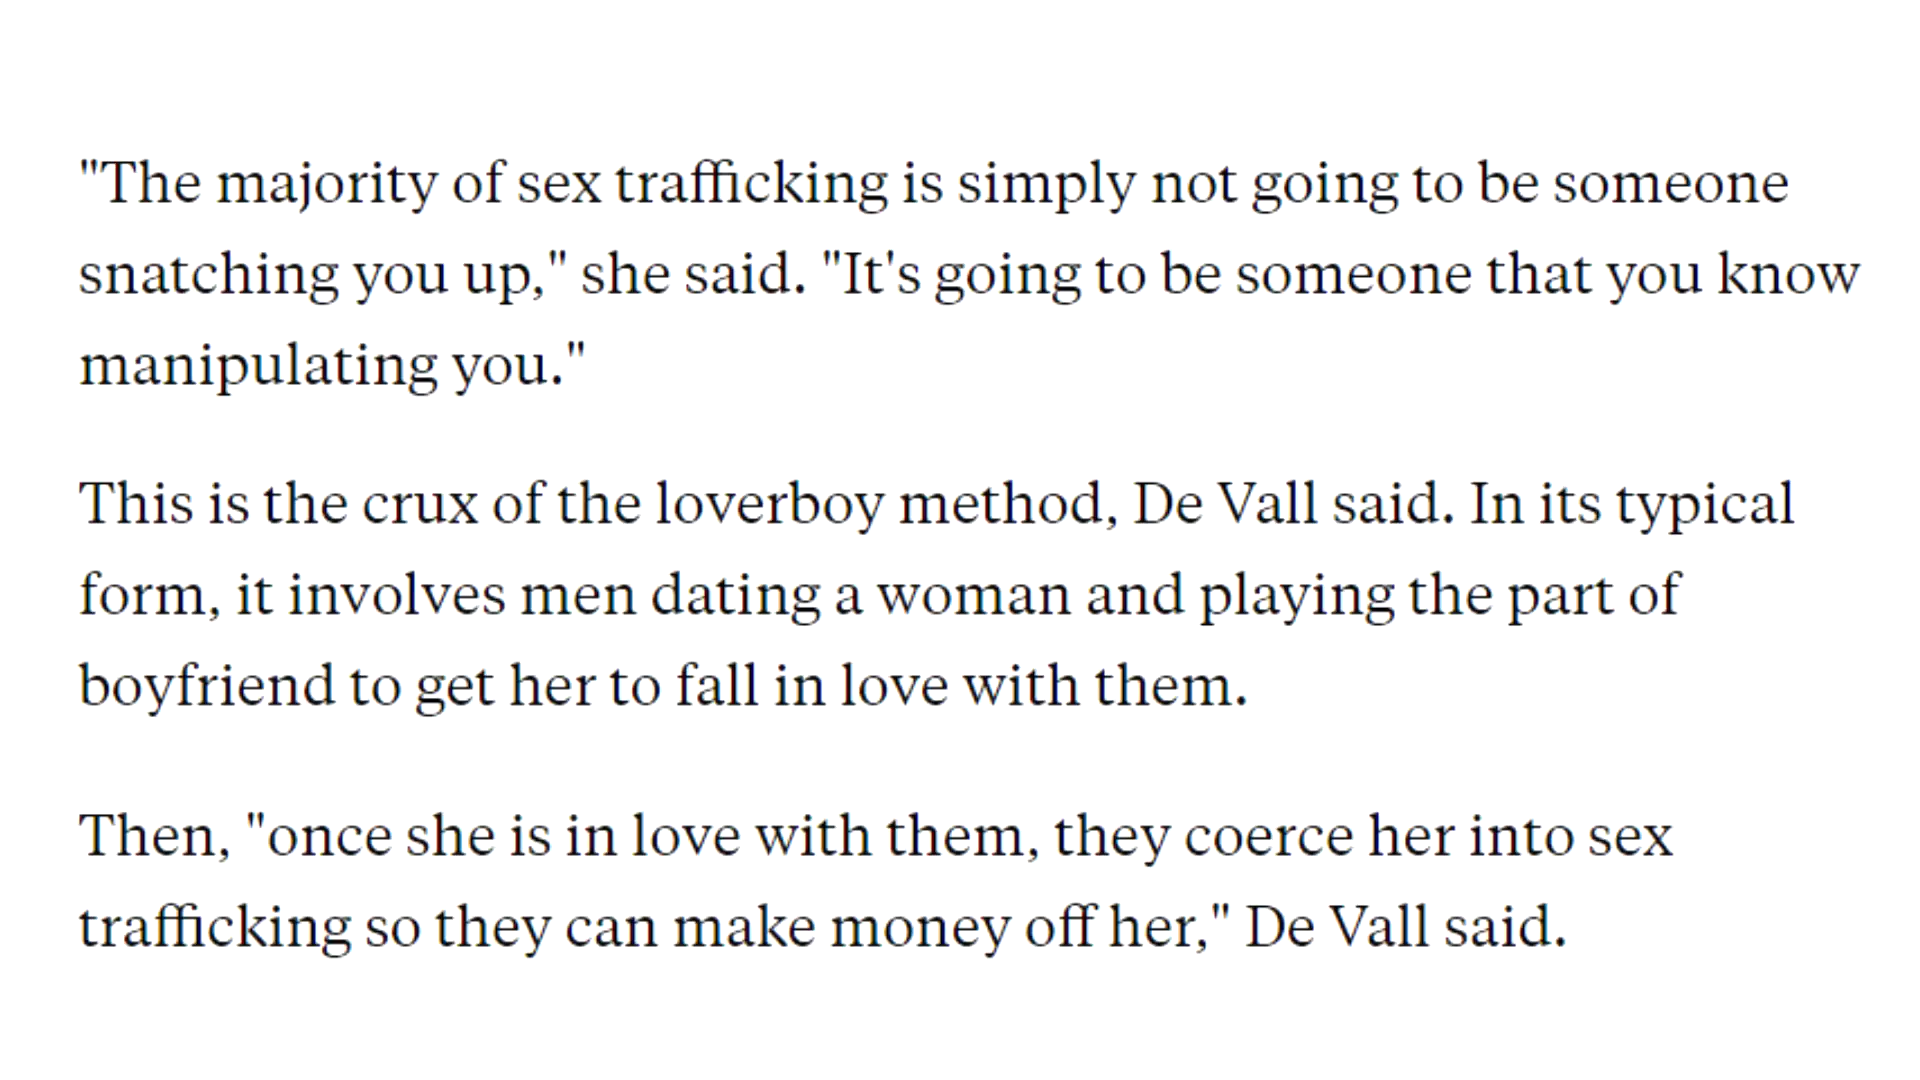 "The majority of sex trafficking is simply not going to be someone
snatching you up," she said. "It's going to be someone that you know
manipulating you."
This is the crux of the loverboy method, De Vall said. In its typical
form, it involves men dating a woman and playing the part of
boyfriend to get her to fall in love with them.
Then, "once she is in love with them, they coerce her into sex
trafficking so they can make money off her," De Vall said.